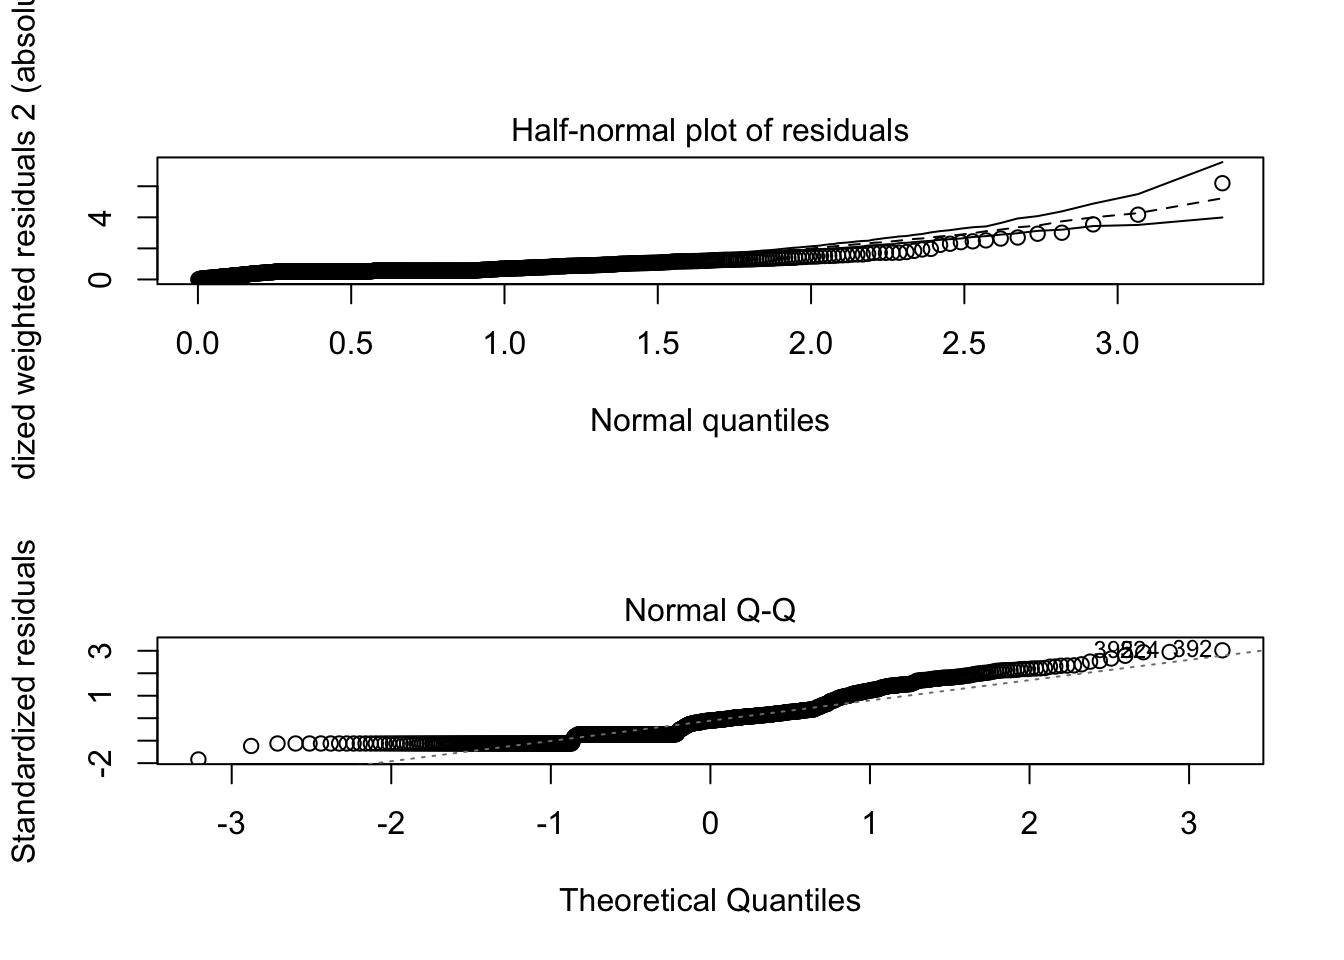 Half-normal plot of residuals
dized weighted residuals 2
4
0
0.0 0.5 1.0 1.5 2.0 2.5 3.0
Normal quantiles
Normal Q-Q
Standardized residuals
3
1
-2
392
-3 -2 -1 0 1 2 3
Theoretical Quantiles